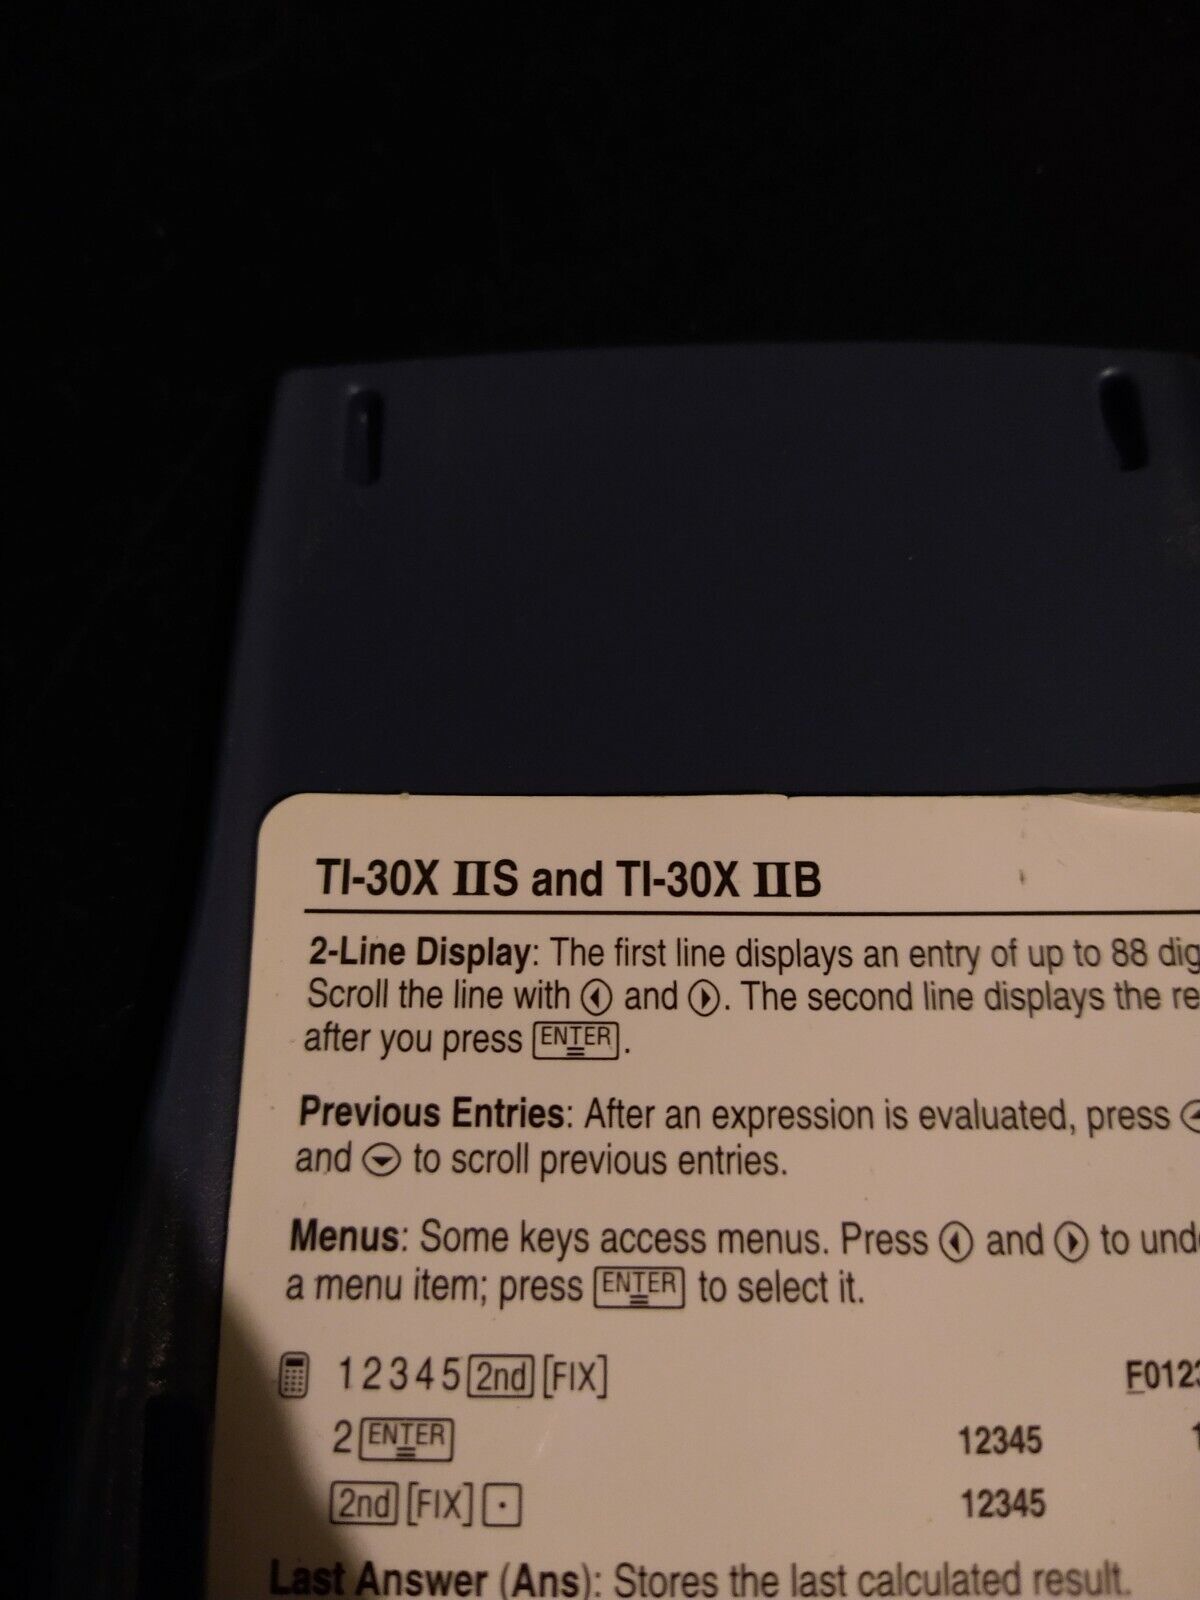 TI-30X IIS and TI-30X IIB
2-Line Display: The first line displays an entry of up to 88
Scroll the line with and . The second line displays the
after you press ENTER.
Previous Entries: After an expression is evaluated, press
and to scroll previous entries.
Menus: Some keys access menus. Press and to
a menu item; press ENTER to select it.
12345 2nd [FIX] F0123
2 ENTER 12345
2nd [FIX] . 12345
Last Answer (Ans): Stores the last calculated result.